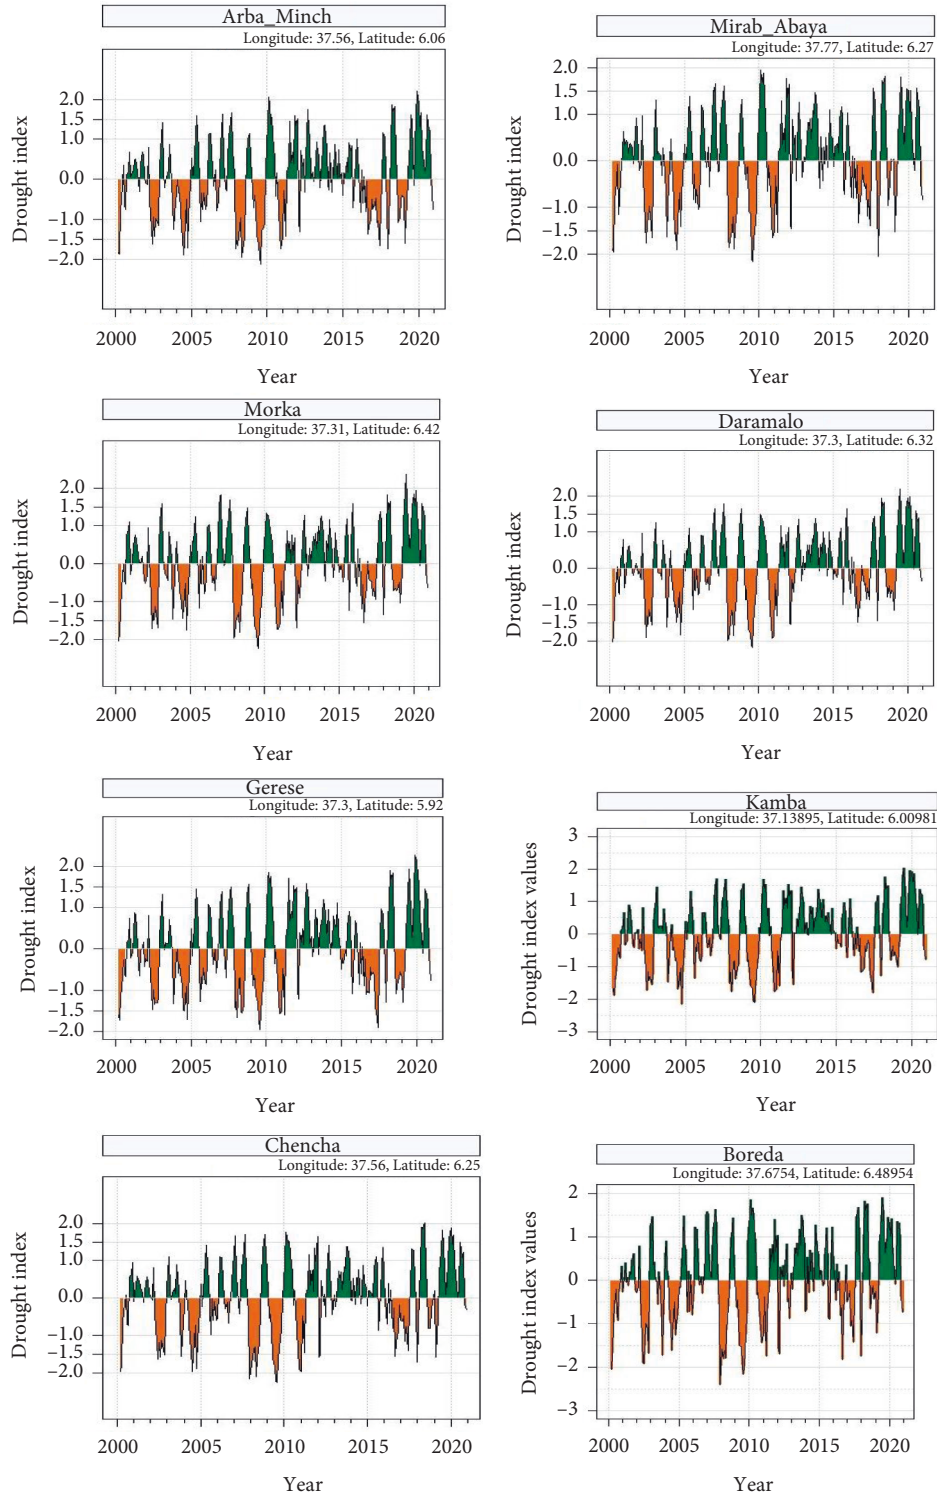 Arba_Minch
Longitude: 37.56, Latitude: 6.06
Drought index
2.0
1.5
1.0
0.0
−1.0
−1.5
−2.0
2000 2005 2010 2015 2020
Year
Mirab_Abaya
Longitude: 37.77, Latitude: 6.27
Drought index
2.0
1.5
1.0
0.0
−1.0
−1.5
−2.0
2000 2005 2010 2015 2020
Year
Morka
Longitude: 37.31, Latitude: 6.42
Drought index
2.0
1.5
1.0
0.0
−1.0
−1.5
−2.0
2000 2005 2010 2015 2020
Year
Daramalo
Longitude: 37.3, Latitude: 6.32
Drought index
2.0
1.5
1.0
0.0
−1.0
−1.5
−2.0
2000 2005 2010 2015 2020
Year
Gerese
Longitude: 37.3, Latitude: 5.92
Drought index
2.0
1.5
1.0
0.0
−1.0
−1.5
−2.0
2000 2005 2010 2015 2020
Year
Kamba
Longitude: 37.13895, Latitude: 6.00981
Drought index values
3
2
1
0
−1
−2
−3
2000 2005 2010 2015 2020
Year
Chencha
Longitude: 37.56, Latitude: 6.25
Drought index
2.0
1.5
1.0
0.0
−1.0
−1.5
−2.0
2000 2005 2010 2015 2020
Year
Boreda
Longitude: 37.6754, Latitude: 6.48954
Drought index values
2
1
0
−1
−2
−3
2000 2005 2010 2015 2020
Year